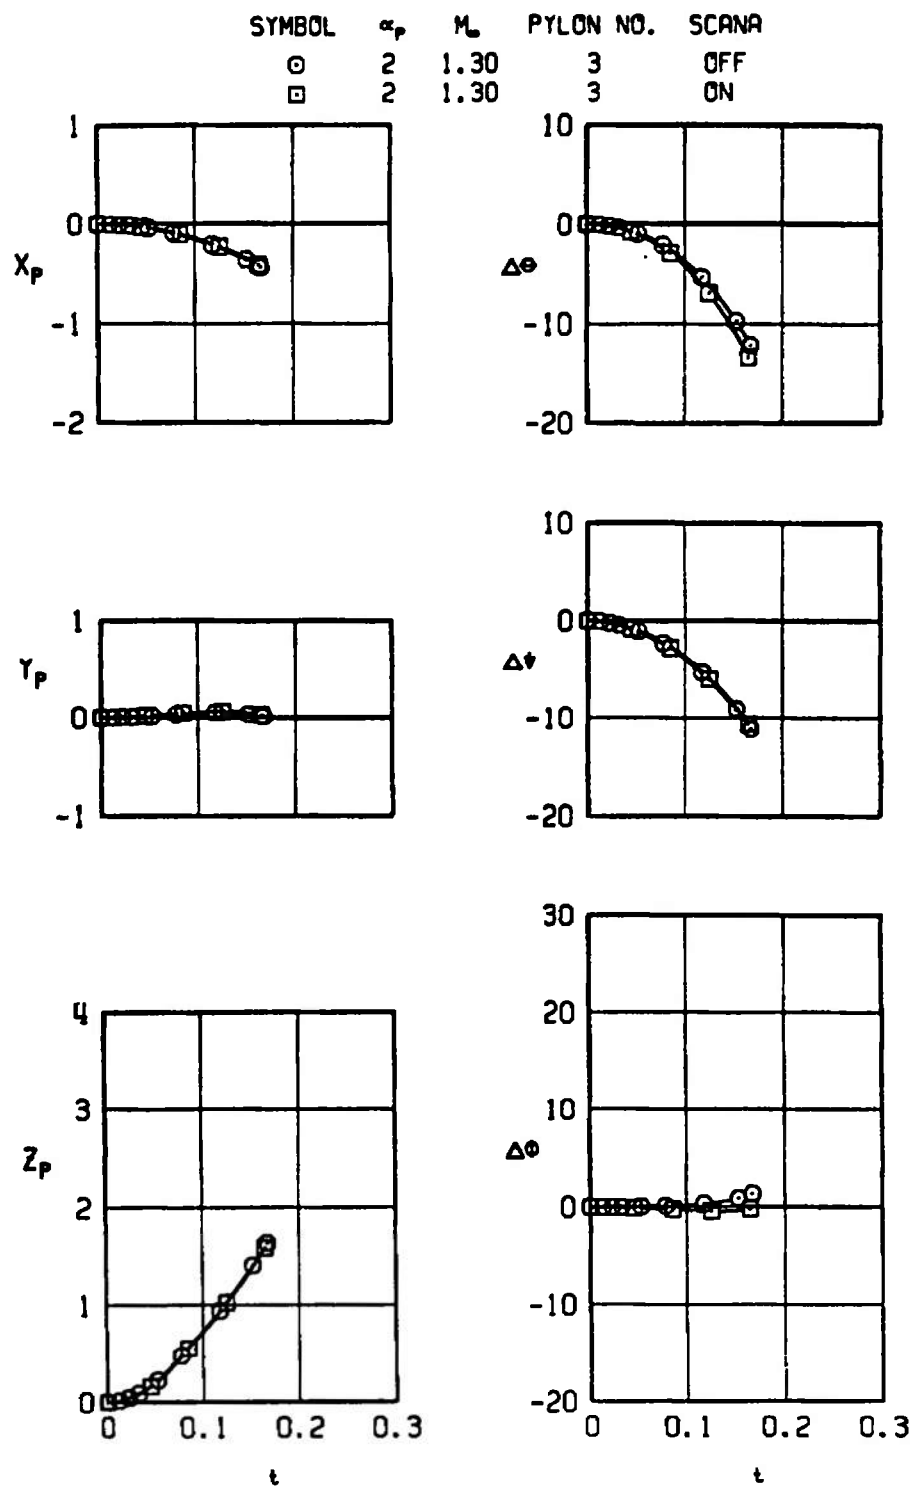 SYMBOL αₚ M∞ PYLON NO. SCANA
⊙ 2 1.30 3 OFF
⊡ 2 1.30 3 ON
1
0
Xₚ
-1
-2
10
0
Δθ
-10
-20
1
Yₚ
0
-1
10
0
Δψ
-10
-20
4
3
Zₚ
2
1
0
0 0.1 0.2 0.3
t
30
20
10
ΔΦ
0
-10
-20
0 0.1 0.2 0.3
t